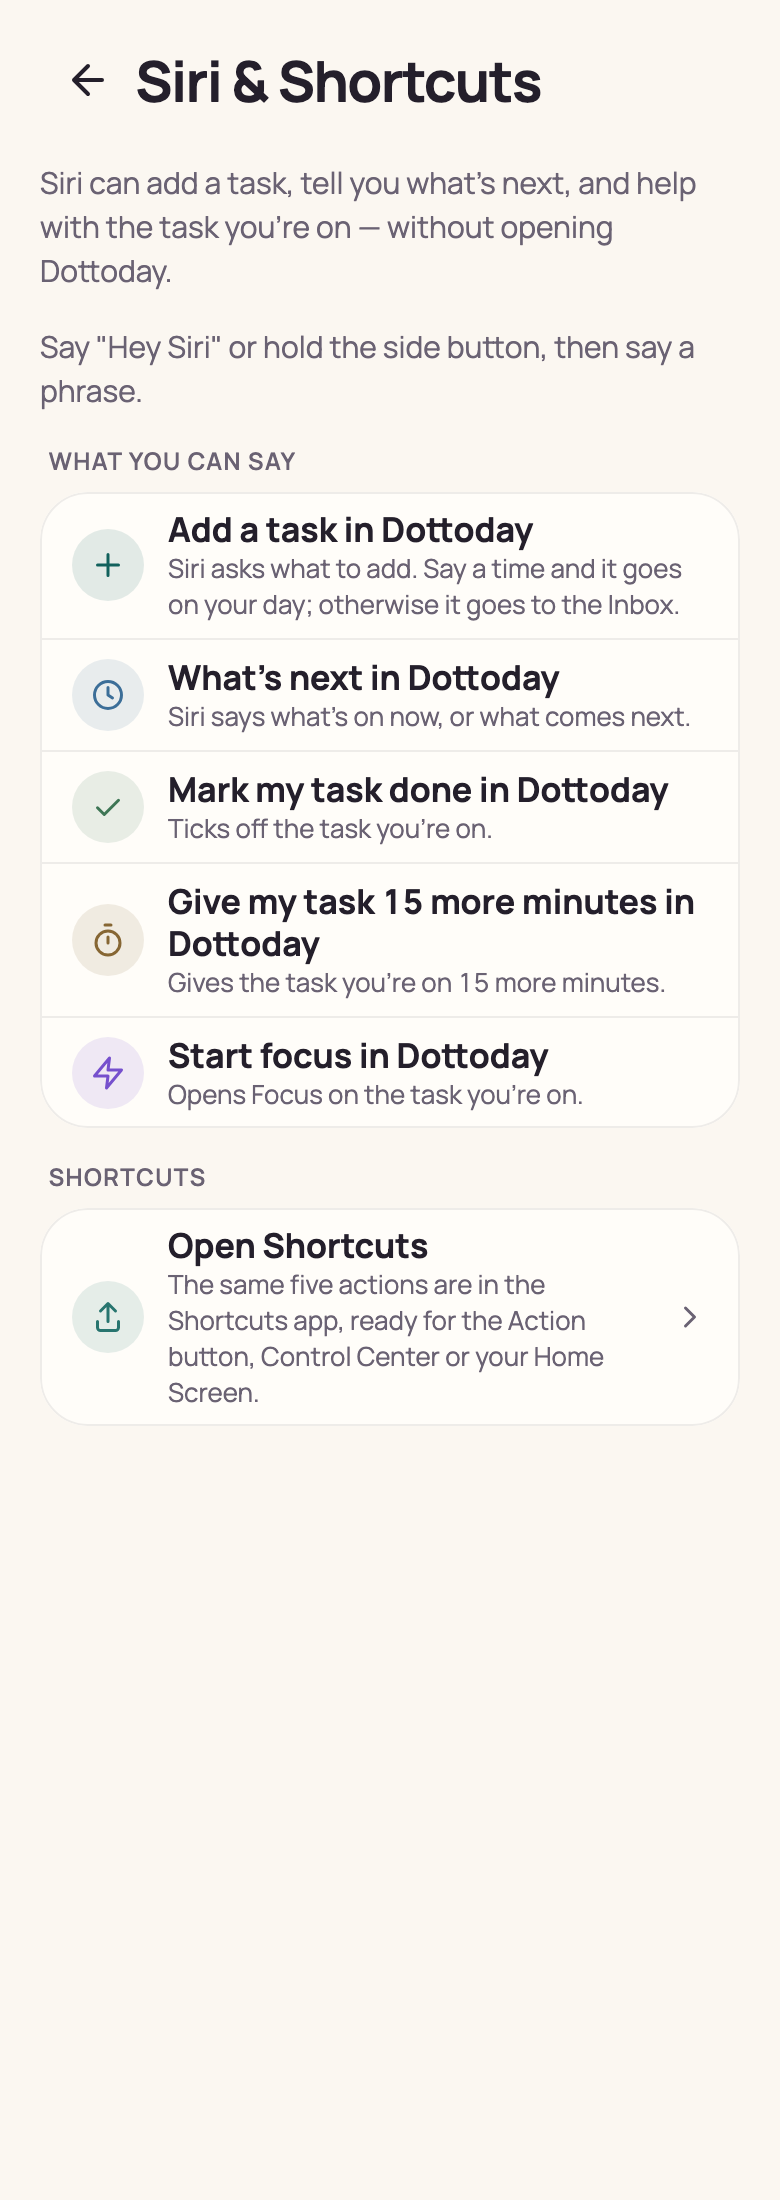 Siri & Shortcuts
Siri can add a task, tell you what’s next, and help
with the task you’re on — without opening
Dottoday.
Say "Hey Siri" or hold the side button, then say a
phrase.
WHAT YOU CAN SAY
Add a task in Dottoday
Siri asks what to add. Say a time and it goes
on your day; otherwise it goes to the Inbox.
What’s next in Dottoday
Siri says what’s on now, or what comes next.
Mark my task done in Dottoday
Ticks off the task you’re on.
Give my task 15 more minutes in
Dottoday
Gives the task you’re on 15 more minutes.
Start focus in Dottoday
Opens Focus on the task you’re on.
SHORTCUTS
Open Shortcuts
The same five actions are in the
Shortcuts app, ready for the Action
button, Control Center or your Home
Screen.